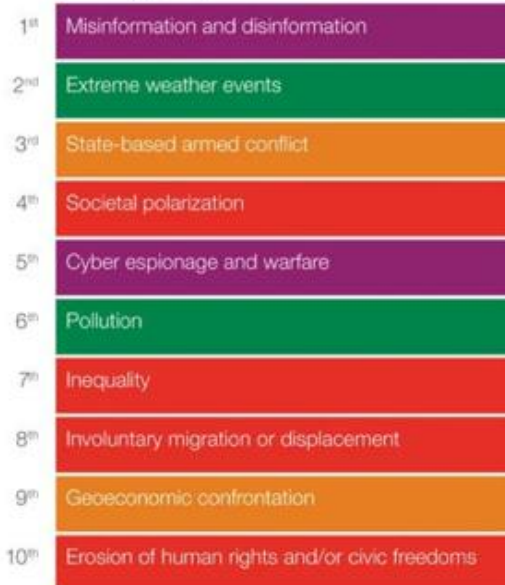 1st Misinformation and disinformation
2nd Extreme weather events
3rd State-based armed conflict
4th Societal polarization
5th Cyber espionage and warfare
6th Pollution
7th Inequality
8th Involuntary migration or displacement
9th Geoeconomic confrontation
10th Erosion of human rights and/or civic freedoms